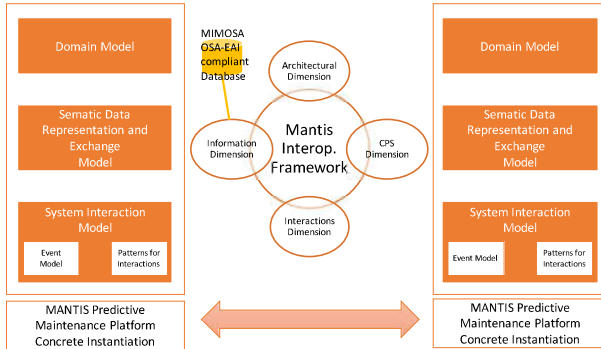 Domain Model
Sematic Data
Representation and
Exchange
Model
System Interaction
Model
Event
Model
Patterns for
Interactions
MANTIS Predictive
Maintenance Platform
Concrete Instantiation
MIMOSA
OSA-EAI
compliant
Database
Architectural
Dimension
Information
Dimension
Mantis
Interop.
Framework
CPS
Dimension
Interactions
Dimension
Domain Model
Sematic Data
Representation and
Exchange
Model
System Interaction
Model
Event Model
Patterns for
Interactions
MANTIS Predictive
Maintenance Platform
Concrete Instantiation